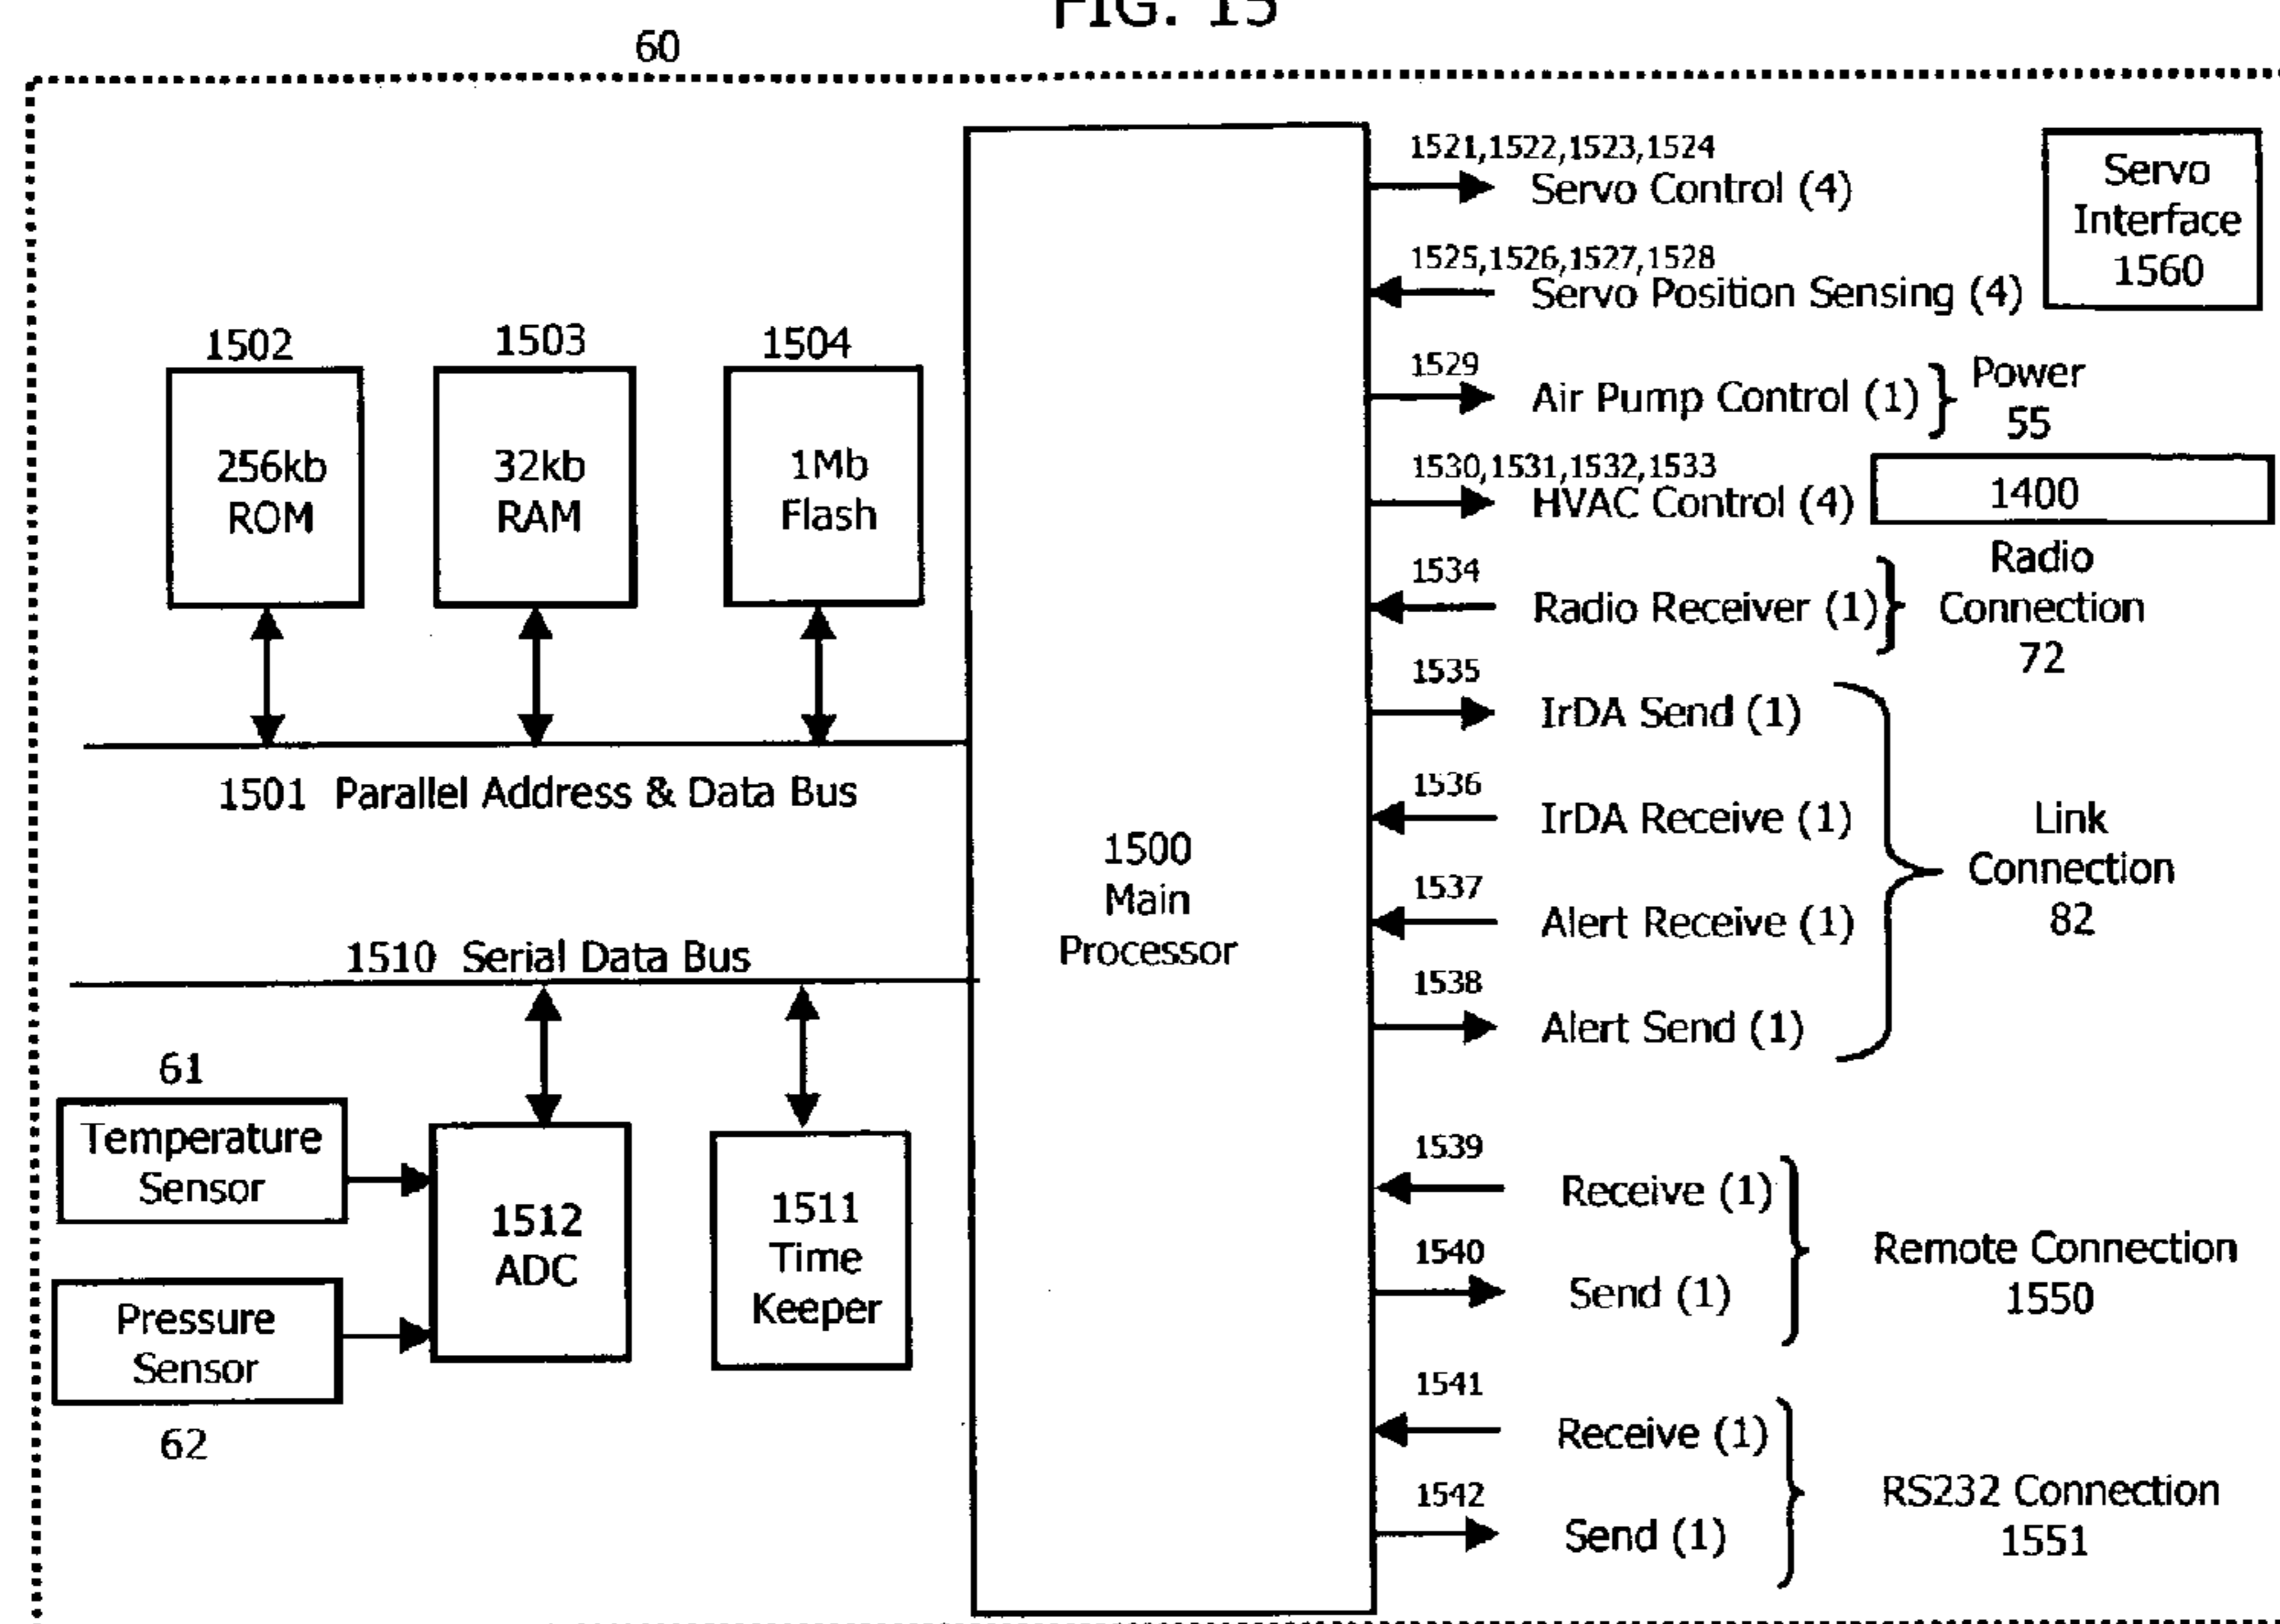 FIG. 15
60
1521,1522,1523,1524
Servo Control (4)
1525,1526,1527,1528
Servo Position Sensing (4)
Servo
Interface
1560
1529
Air Pump Control (1)
Power
55
1530,1531,1532,1533
HVAC Control (4)
1400
1534
Radio Receiver (1)
Radio
Connection
72
1535
IrDA Send (1)
1536
IrDA Receive (1)
1537
Alert Receive (1)
1538
Alert Send (1)
Link
Connection
82
1539
Receive (1)
1540
Send (1)
Remote Connection
1550
1541
Receive (1)
1542
Send (1)
RS232 Connection
1551
1500
Main
Processor
1502
256kb
ROM
1503
32kb
RAM
1504
1Mb
Flash
1501 Parallel Address & Data Bus
1510 Serial Data Bus
61
Temperature
Sensor
Pressure
Sensor
62
1512
ADC
1511
Time
Keeper